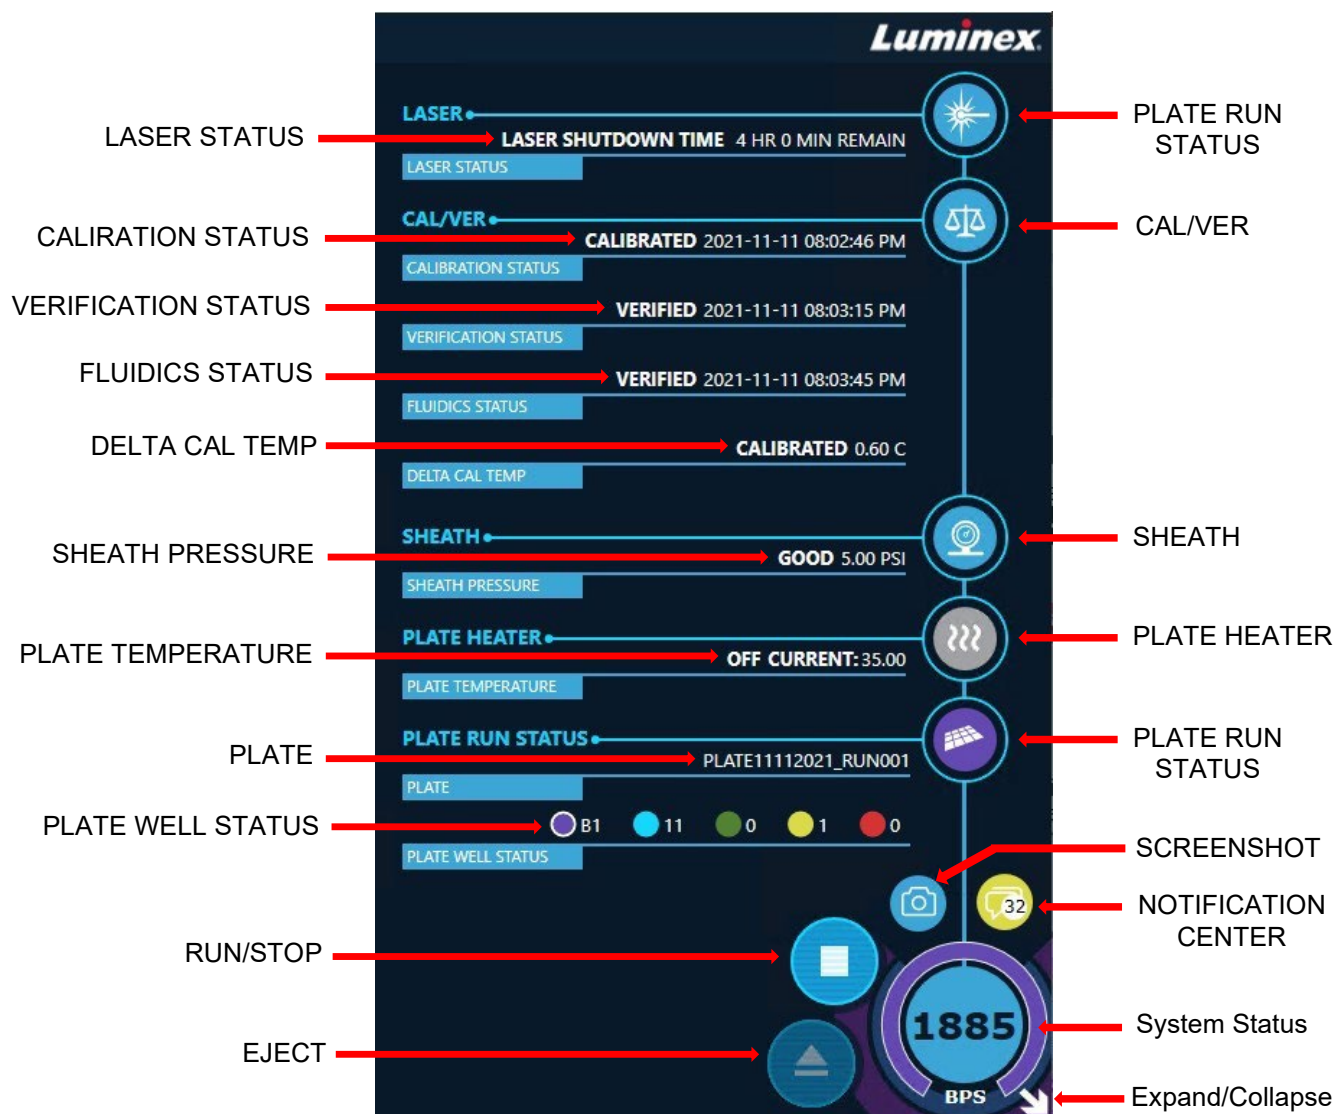 Luminex
LASER
LASER STATUS
LASER SHUTDOWN TIME 4 HR 0 MIN REMAIN
LASER STATUS
PLATE RUN
STATUS
CAL/VER
CALIRATION STATUS
CALIBRATED 2021-11-11 08:02:46 PM
CALIBRATION STATUS
CAL/VER
VERIFICATION STATUS
VERIFIED 2021-11-11 08:03:15 PM
VERIFICATION STATUS
FLUIDICS STATUS
VERIFIED 2021-11-11 08:03:45 PM
FLUIDICS STATUS
DELTA CAL TEMP
CALIBRATED 0.60 C
DELTA CAL TEMP
SHEATH
SHEATH
SHEATH PRESSURE
GOOD 5.00 PSI
SHEATH PRESSURE
PLATE HEATER
PLATE HEATER
PLATE TEMPERATURE
OFF CURRENT: 35.00
PLATE TEMPERATURE
PLATE RUN STATUS
PLATE RUN
STATUS
PLATE
PLATE11112021_RUN001
PLATE
PLATE WELL STATUS
B1 11 0 1 0
PLATE WELL STATUS
SCREENSHOT
32
NOTIFICATION
CENTER
RUN/STOP
1885
System Status
EJECT
BPS
Expand/Collapse